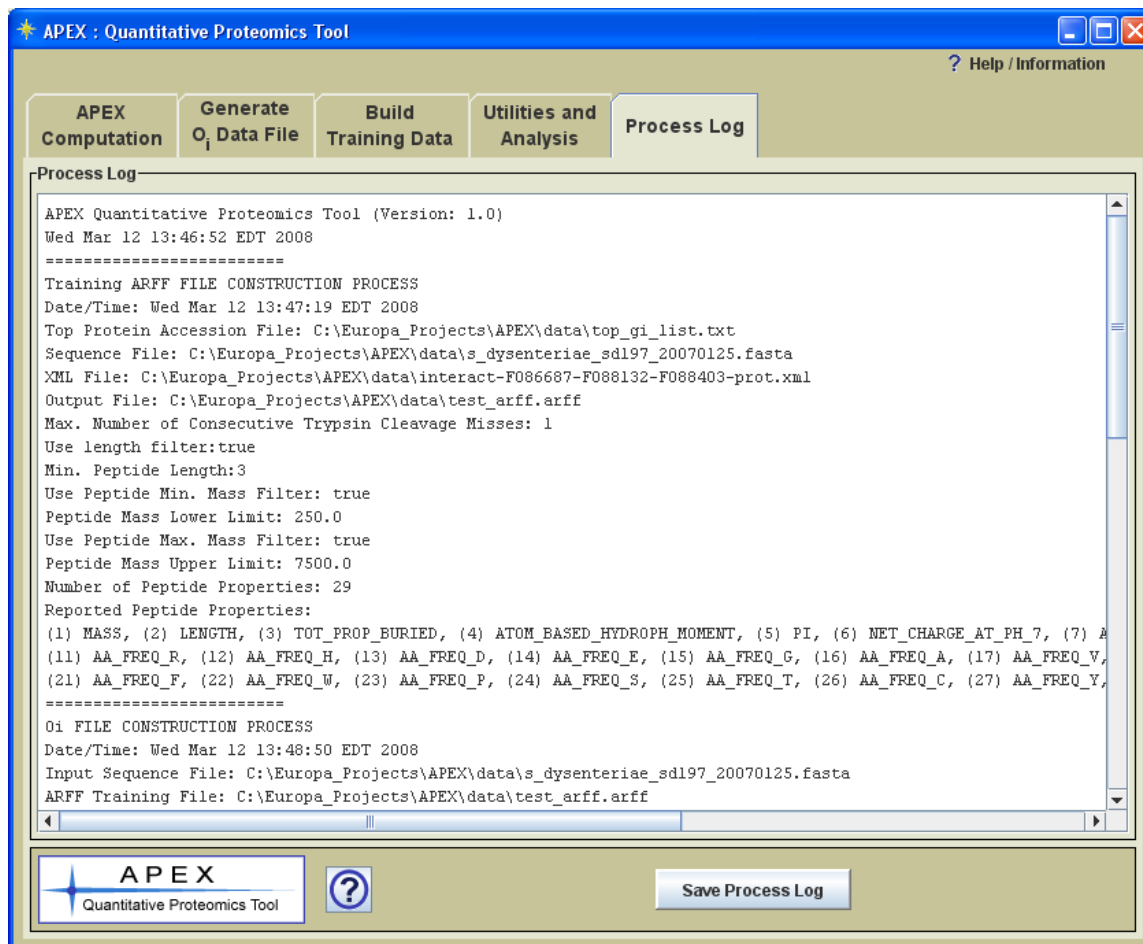 APEX : Quantitative Proteomics Tool
? Help / Information
APEX Computation
Generate Oi Data File
Build Training Data
Utilities and Analysis
Process Log
Process Log
APEX Quantitative Proteomics Tool (Version: 1.0)
Wed Mar 12 13:46:52 EDT 2008
=========================
Training ARFF FILE CONSTRUCTION PROCESS
Date/Time: Wed Mar 12 13:47:19 EDT 2008
Top Protein Accession File: C:\Europa_Projects\APEX\data\top_gi_list.txt
Sequence File: C:\Europa_Projects\APEX\data\s_dysenteriae_sd197_20070125.fasta
XML File: C:\Europa_Projects\APEX\data\interact-F086687-F088132-F088403-prot.xml
Output File: C:\Europa_Projects\APEX\data\test_arff.arff
Max. Number of Consecutive Trypsin Cleavage Misses: 1
Use length filter:true
Min. Peptide Length:3
Use Peptide Min. Mass Filter: true
Peptide Mass Lower Limit: 250.0
Use Peptide Max. Mass Filter: true
Peptide Mass Upper Limit: 7500.0
Number of Peptide Properties: 29
Reported Peptide Properties:
(1) MASS, (2) LENGTH, (3) TOT_PROP_BURIED, (4) ATOM_BASED_HYDROPH_MOMENT, (5) PI, (6) NET_CHARGE_AT_PH_7, (7)
(11) AA_FREQ_R, (12) AA_FREQ_H, (13) AA_FREQ_D, (14) AA_FREQ_E, (15) AA_FREQ_G, (16) AA_FREQ_A, (17) AA_FREQ_V,
(21) AA_FREQ_F, (22) AA_FREQ_W, (23) AA_FREQ_P, (24) AA_FREQ_S, (25) AA_FREQ_T, (26) AA_FREQ_C, (27) AA_FREQ_Y,
=========================
Oi FILE CONSTRUCTION PROCESS
Date/Time: Wed Mar 12 13:48:50 EDT 2008
Input Sequence File: C:\Europa_Projects\APEX\data\s_dysenteriae_sd197_20070125.fasta
ARFF Training File: C:\Europa_Projects\APEX\data\test_arff.arff
APEX
Quantitative Proteomics Tool
?
Save Process Log